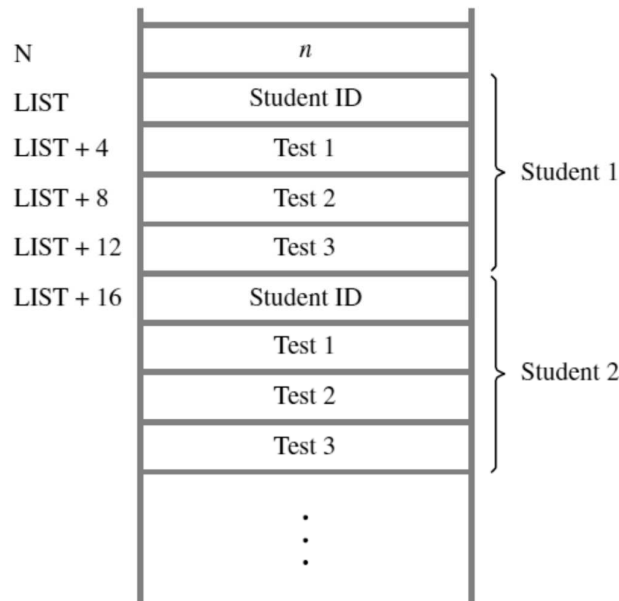 N n
LIST Student ID
LIST + 4 Test 1
Student 1
LIST + 8 Test 2
LIST + 12 Test 3
LIST + 16 Student ID
Test 1
Student 2
Test 2
Test 3